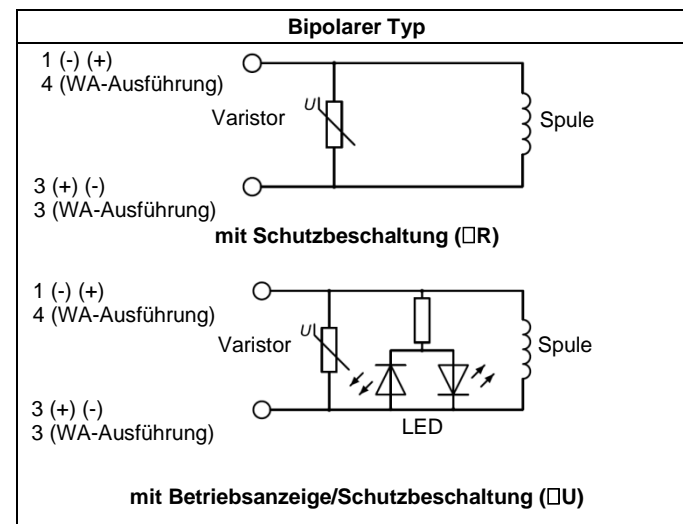 Bipolarer Typ
1 (-) (+)
4 (WA-Ausführung)
Varistor
U
Spule
3 (+) (-)
3 (WA-Ausführung)
mit Schutzbeschaltung (□R)
1 (-) (+)
4 (WA-Ausführung)
Varistor
U
Spule
3 (+) (-)
3 (WA-Ausführung)
LED
mit Betriebsanzeige/Schutzbeschaltung (□U)